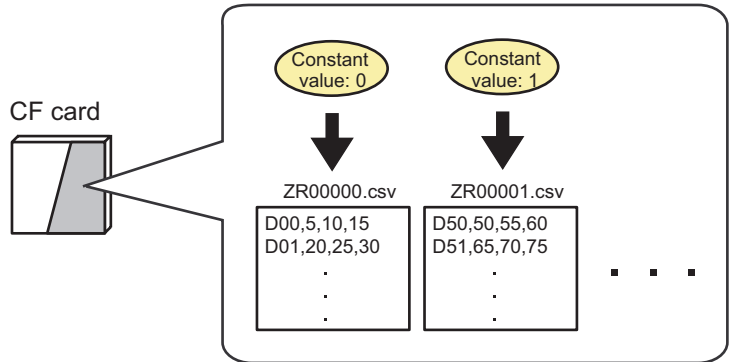 Constant
value: 0
Constant
value: 1
CF card
ZR00000.csv
ZR00001.csv
D00,5,10,15
D01,20,25,30
.
.
.
D50,50,55,60
D51,65,70,75
.
.
.
. . .